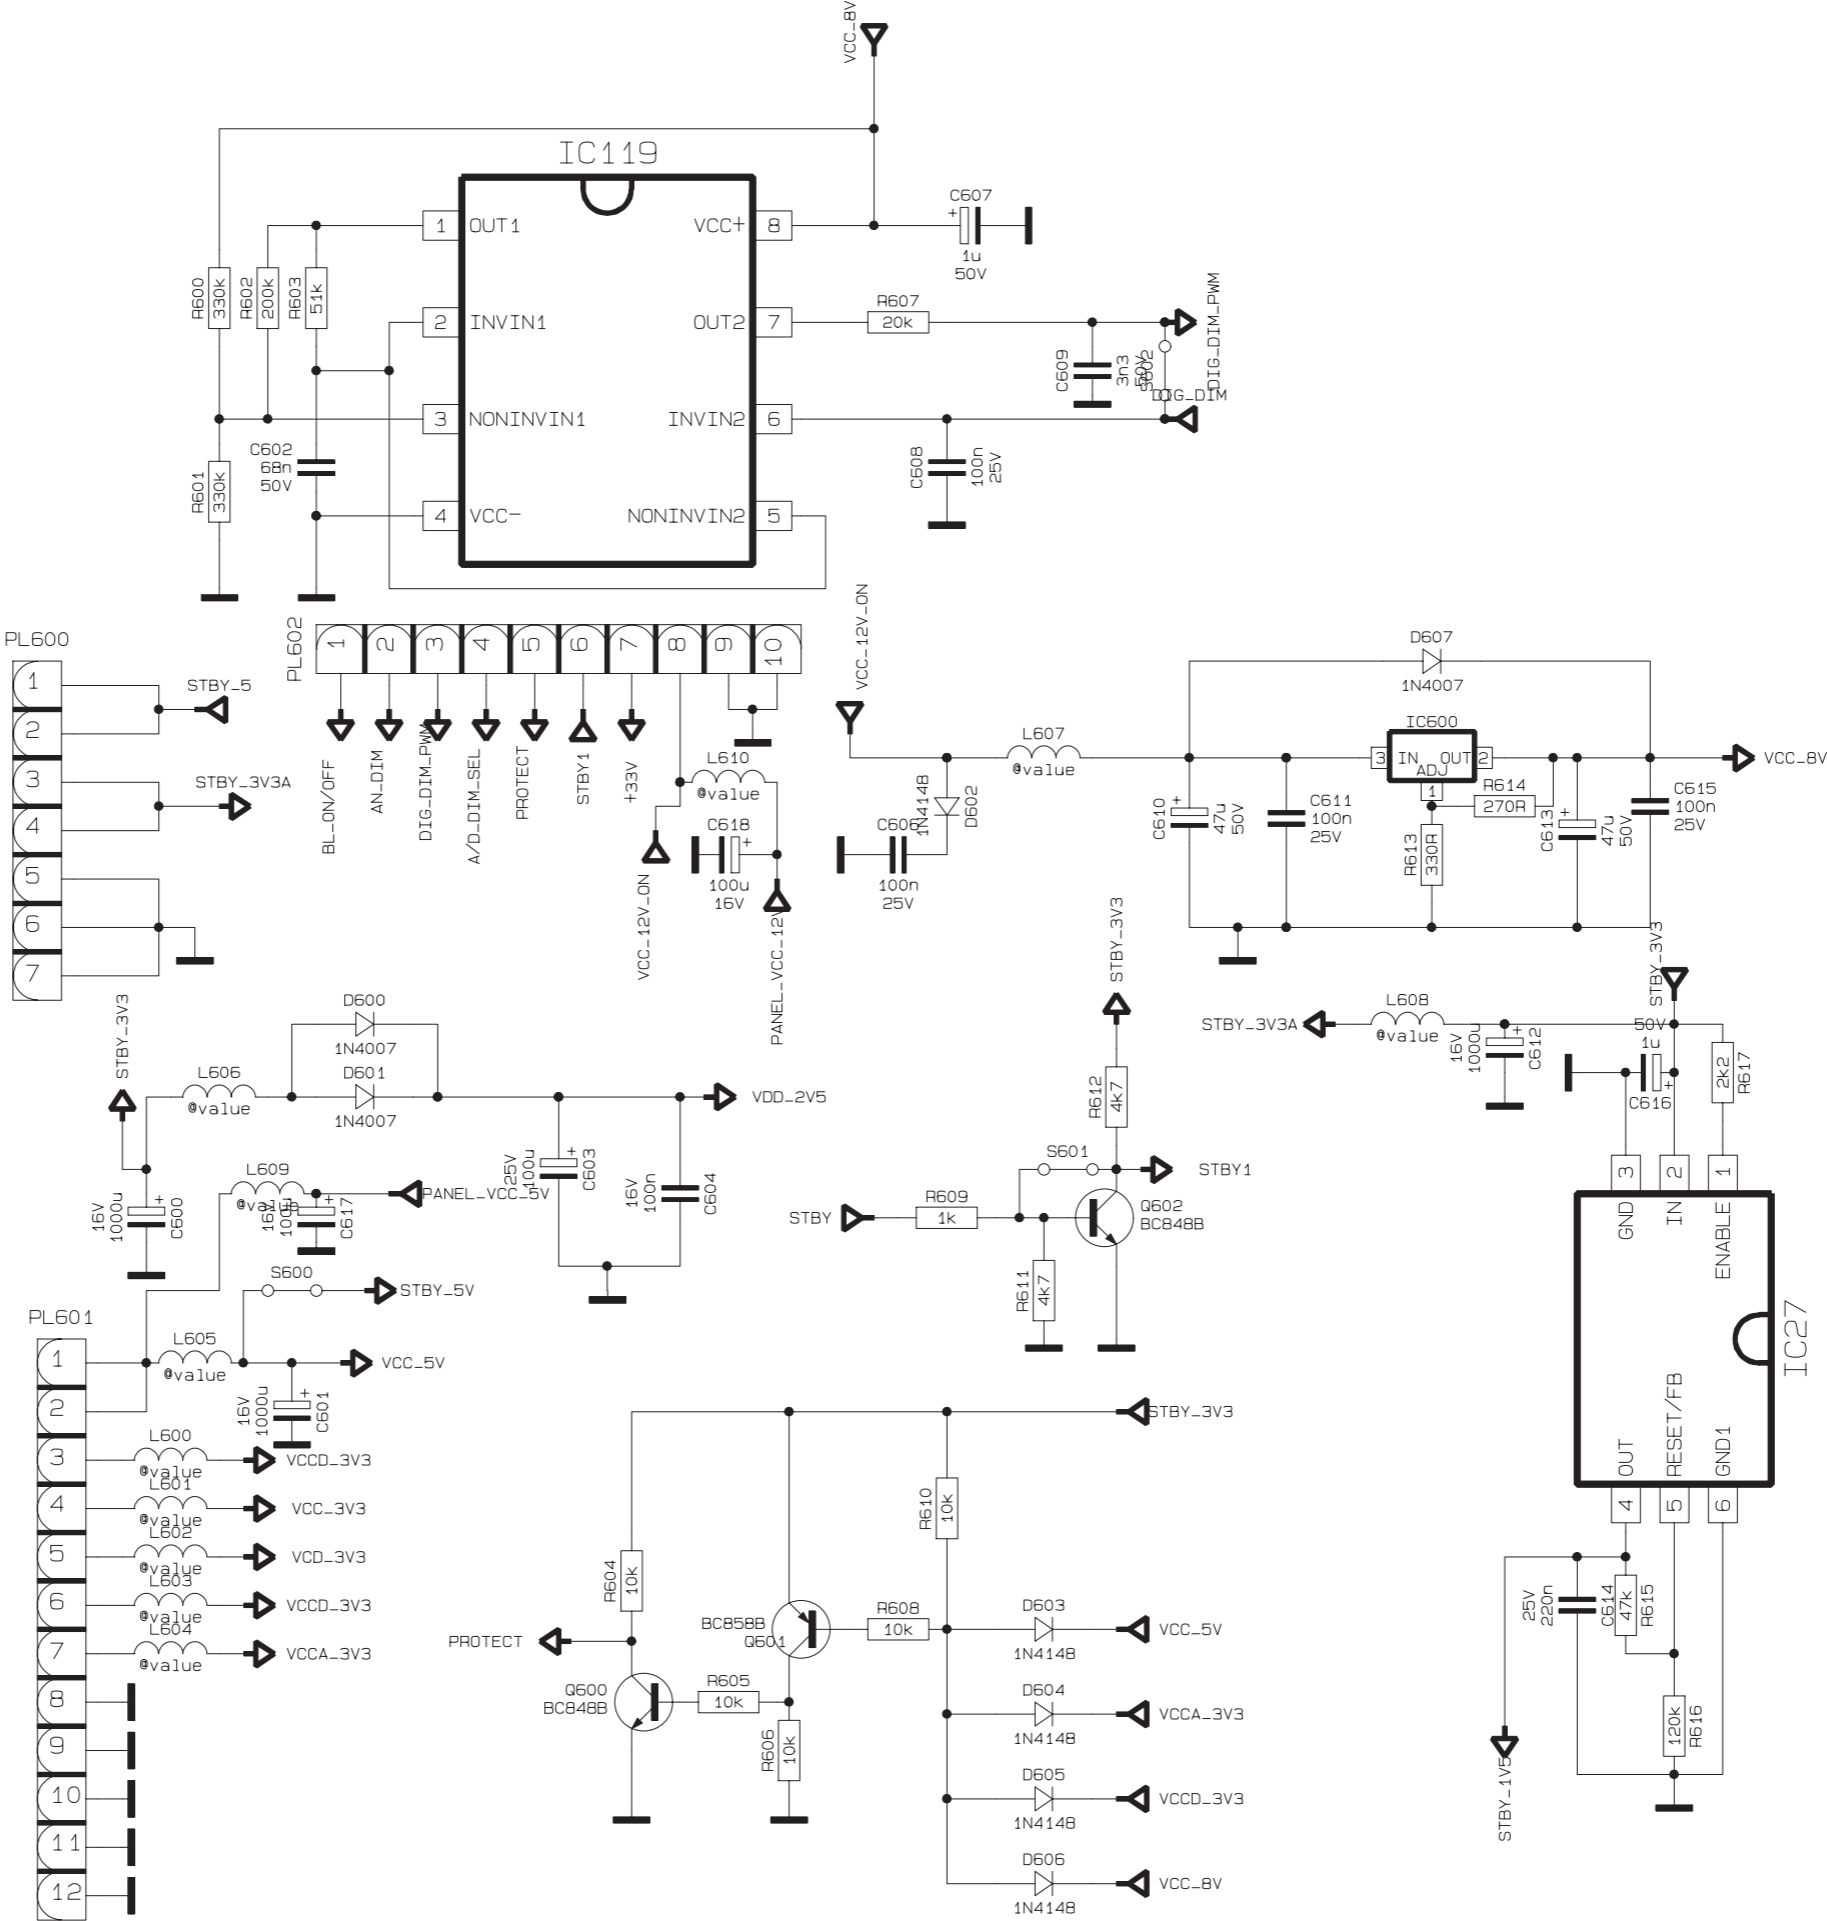 VCC_8V
IC119
1 OUT1
VCC+ 8
C607
+
1u
50V
R600
330k
R602
200k
R603
51k
2 INVIN1
OUT2 7
R607
20k
DIG_DIM_PWM
C609
3n3
50V
S602
DIG_DIM
3 NONINVIN1
INVIN2 6
C602
68n
50V
C608
100n
25V
R601
330k
4 VCC-
NONINVIN2 5
PL600
1
2
3
4
5
6
7
STBY_5
STBY_3V3A
PL602
1 2 3 4 5 6 7 8 9 10
BL_ON/OFF
AN_DIM
DIG_DIM_PWM
A/D_DIM_SEL
PROTECT
STBY1
+33V
L610
@value
C618
+
100u
16V
VCC_12V_ON
PANEL_VCC_12V
VCC_12V_ON
L607
@value
1N4148
D602
C606
100n
25V
D607
1N4007
IC600
3 IN OUT 2
ADJ
1
VCC_8V
C610
+
47u
50V
C611
100n
25V
R614
270R
R613
330R
C613
+
47u
50V
C615
100n
25V
STBY_3V3
D600
1N4007
L606
@value
D601
1N4007
VDD_2V5
16V
1000u
+
C600
L609
@value
16V
100u
+
C617
PANEL_VCC_5V
25V
100u
+
C603
16V
100n
C604
S600
STBY_5V
STBY_3V3
R612
4k7
S601
STBY1
STBY
R609
1k
Q602
BC848B
R611
4k7
STBY_3V3
STBY_3V3A
L608
@value
16V
1000u
+
C612
50V
1u
+
C616
2k2
R617
3 2 1
GND
IN
ENABLE
IC27
OUT
RESET/FB
GND1
4 5 6
25V
220n
C614
47k
R615
120k
R616
STBY_1V5
PL601
1
2
3
4
5
6
7
8
9
10
11
12
L605
@value
VCC_5V
16V
1000u
+
C601
L600
@value
VCCD_3V3
L601
@value
VCC_3V3
L602
@value
VCD_3V3
L603
@value
VCCD_3V3
L604
@value
VCCA_3V3
STBY_3V3
R610
10k
R604
10k
PROTECT
BC858B
Q601
R608
10k
Q600
BC848B
R605
10k
R606
10k
D603
1N4148
VCC_5V
D604
1N4148
VCCA_3V3
D605
1N4148
VCCD_3V3
D606
1N4148
VCC_8V